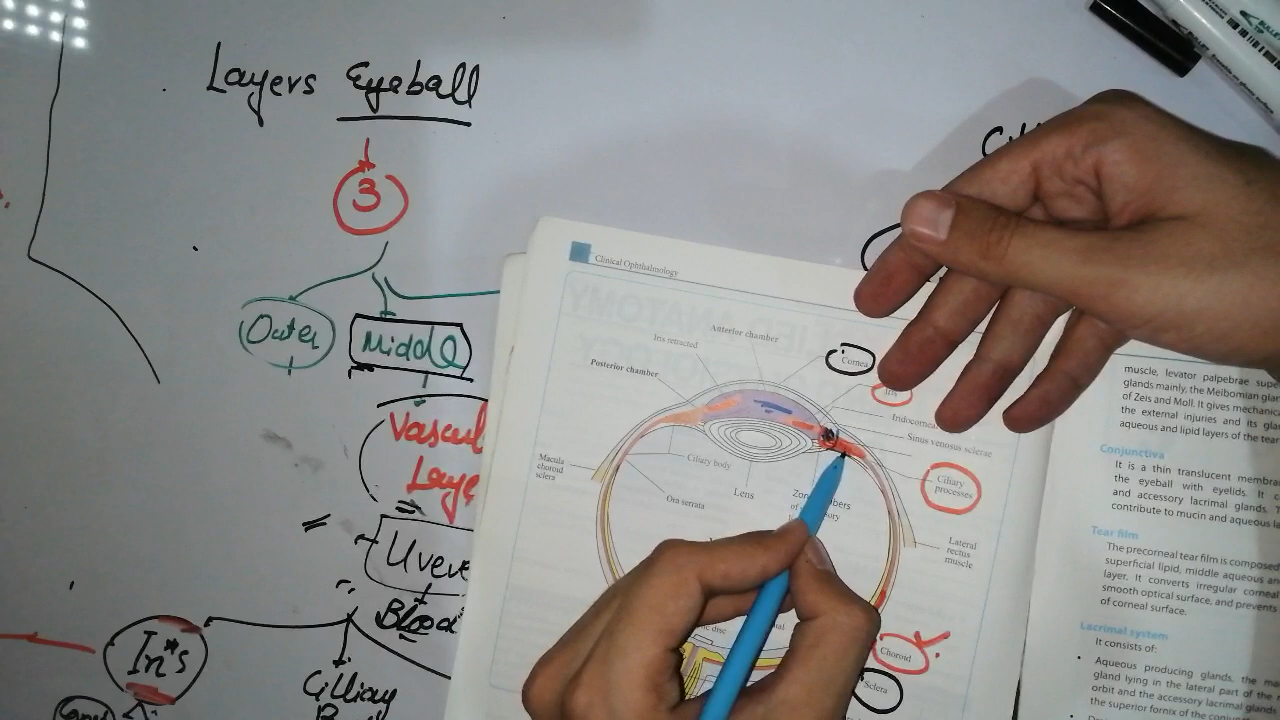 Layers Eyeball
3
Outer
Middle
Vascul
Laye
Uveve
Blood
Clinical Ophthalmology
Anterior chamber
Iris retracted
Cornea
Posterior chamber
Iris
Indocorneal
Sinus venosus sclerae
Macula
choroid
sclera
Ciliary body
Lens
Ora serrata
Ciliary
processes
Lateral
rectus
muscle
Choroid
Sclera
muscle, levator palpebrae supe
glands mainly, the Meibomian glan
of Zeis and Moll. It gives mechanic
the external injuries and its glan
aqueous and lipid layers of the tear
Conjunctiva
It is a thin translucent membra
the eyeball with eyelids. It c
and accessory lacrimal glands. T
contribute to mucin and aqueous la
Tear film
The precorneal tear film is composed
superficial lipid, middle aqueous an
layer. It converts irregular corneal
smooth optical surface, and prevents
of corneal surface.
Lacrimal system
It consists of:
• Aqueous producing glands, the ma
gland lying in the lateral part of the
orbit and the accessory lacrimal glands
the superior fornix of the conju